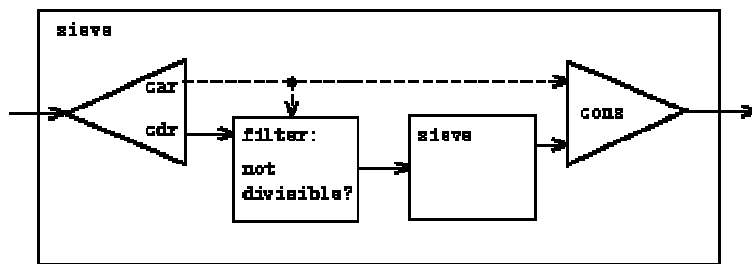 sieve
car
cdr
filter:
not
divisible?
sieve
cons